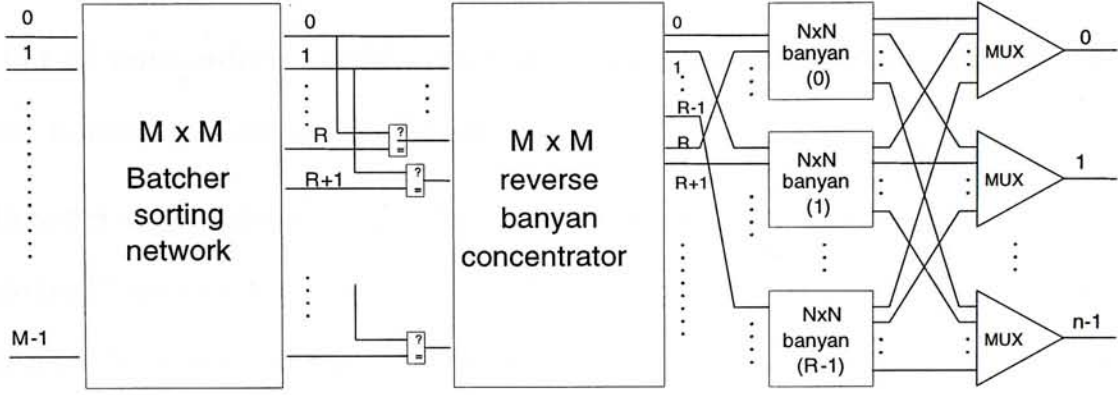 0
1
M-1
M x M
Batcher
sorting
network
0
1
R
R+1
?
=
?
=
?
=
M x M
reverse
banyan
concentrator
0
1
R-1
R
R+1
NxN
banyan
(0)
NxN
banyan
(1)
NxN
banyan
(R-1)
MUX
MUX
MUX
0
1
n-1